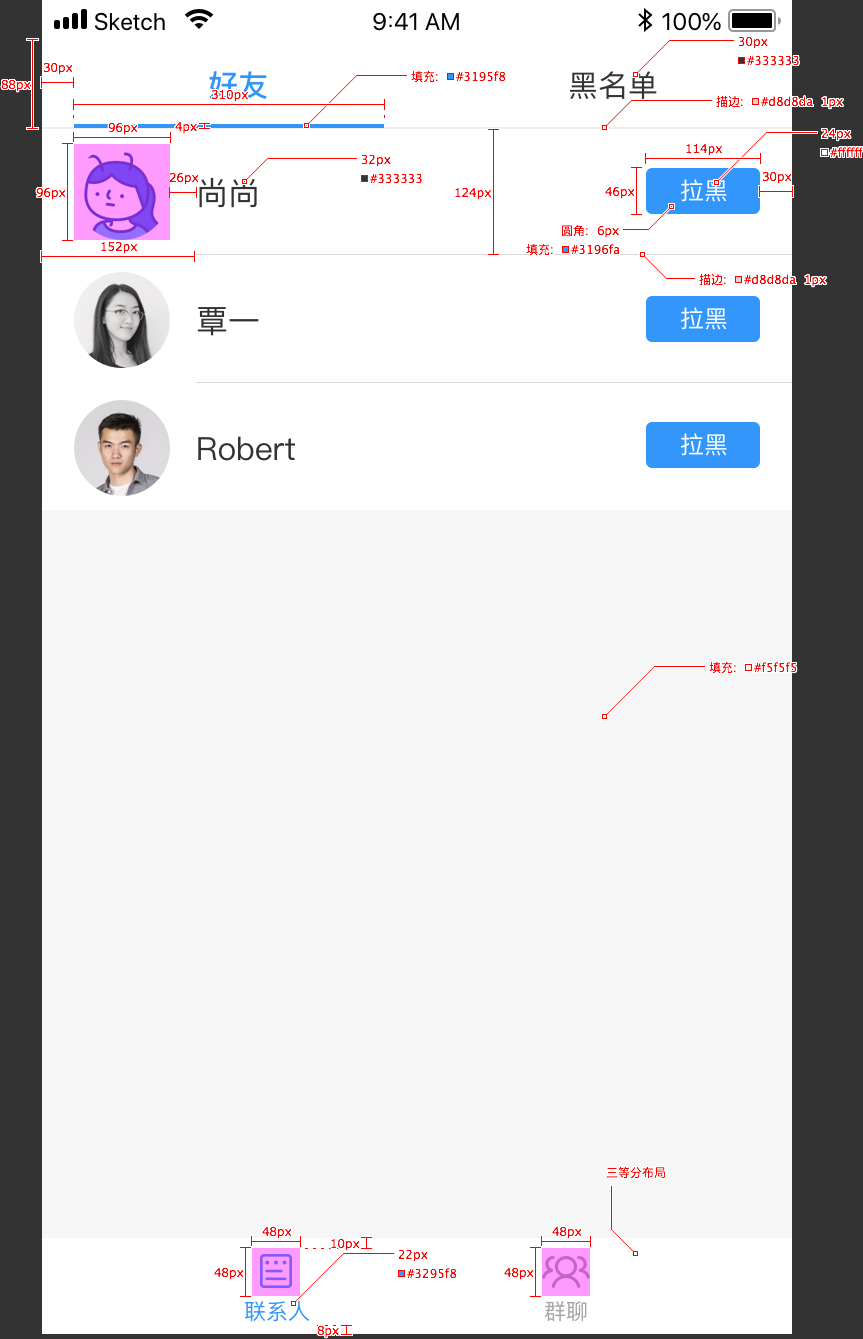 Sketch 9:41 AM 100%
30px
#333333
88px
30px
好友
黑名单
填充: #3195f8
310px
描边: #d8d8da 1px
96px
4px
24px
#ffffff
114px
32px
#333333
96px
26px
尚尚
124px
46px
拉黑
30px
圆角: 6px
152px
填充: #3196fa
描边: #d8d8da 1px
覃一
拉黑
Robert
拉黑
填充: #f5f5f5
三等分布局
48px
48px
10px
22px
#3295f8
48px
48px
联系人
群聊
8px